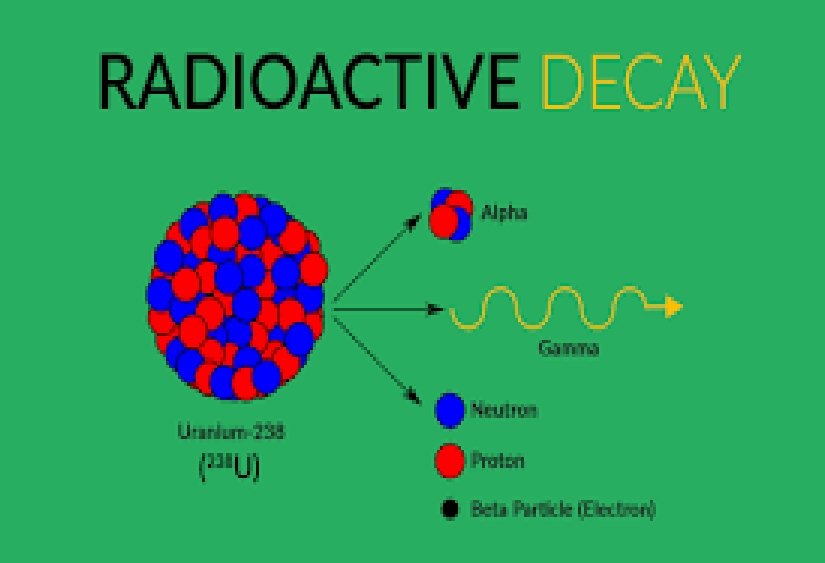 RADIOACTIVE DECAY
Alpha
Gamma
Neutron
Uranium-238
(²³⁸U)
Proton
Beta Particle (Electron)